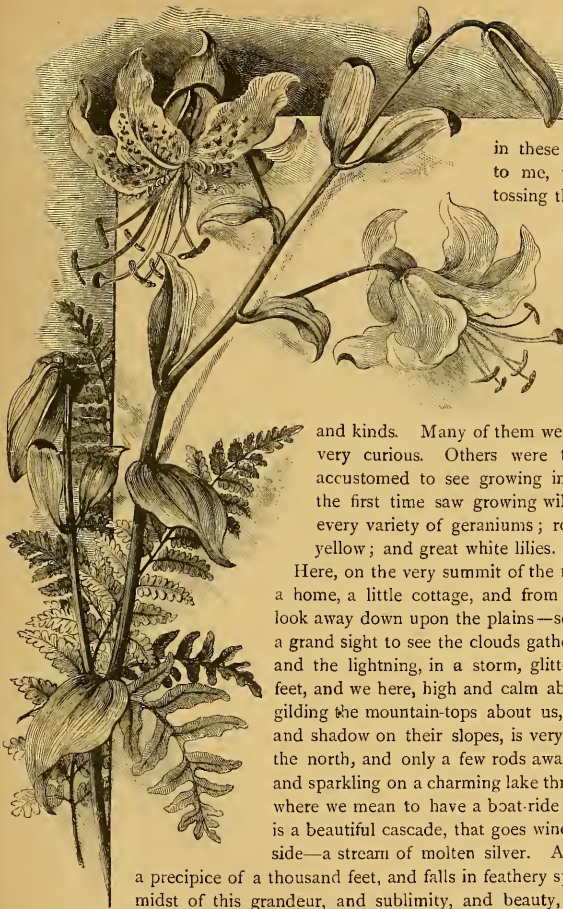 in these
to me,
tossing th
and kinds. Many of them we
very curious. Others were t
accustomed to see growing in
the first time saw growing wil
every variety of geraniums; ro
yellow; and great white lilies.
Here, on the very summit of the
a home, a little cottage, and from
look away down upon the plains—so
a grand sight to see the clouds gathe
and the lightning, in a storm, glitt
feet, and we here, high and calm ab
gilding the mountain-tops about us,
and shadow on their slopes, is very
the north, and only a few rods awa
and sparkling on a charming lake thr
where we mean to have a boat-ride
is a beautiful cascade, that goes wind
side—a stream of molten silver. A
a precipice of a thousand feet, and falls in feathery s
midst of this grandeur, and sublimity, and beauty,